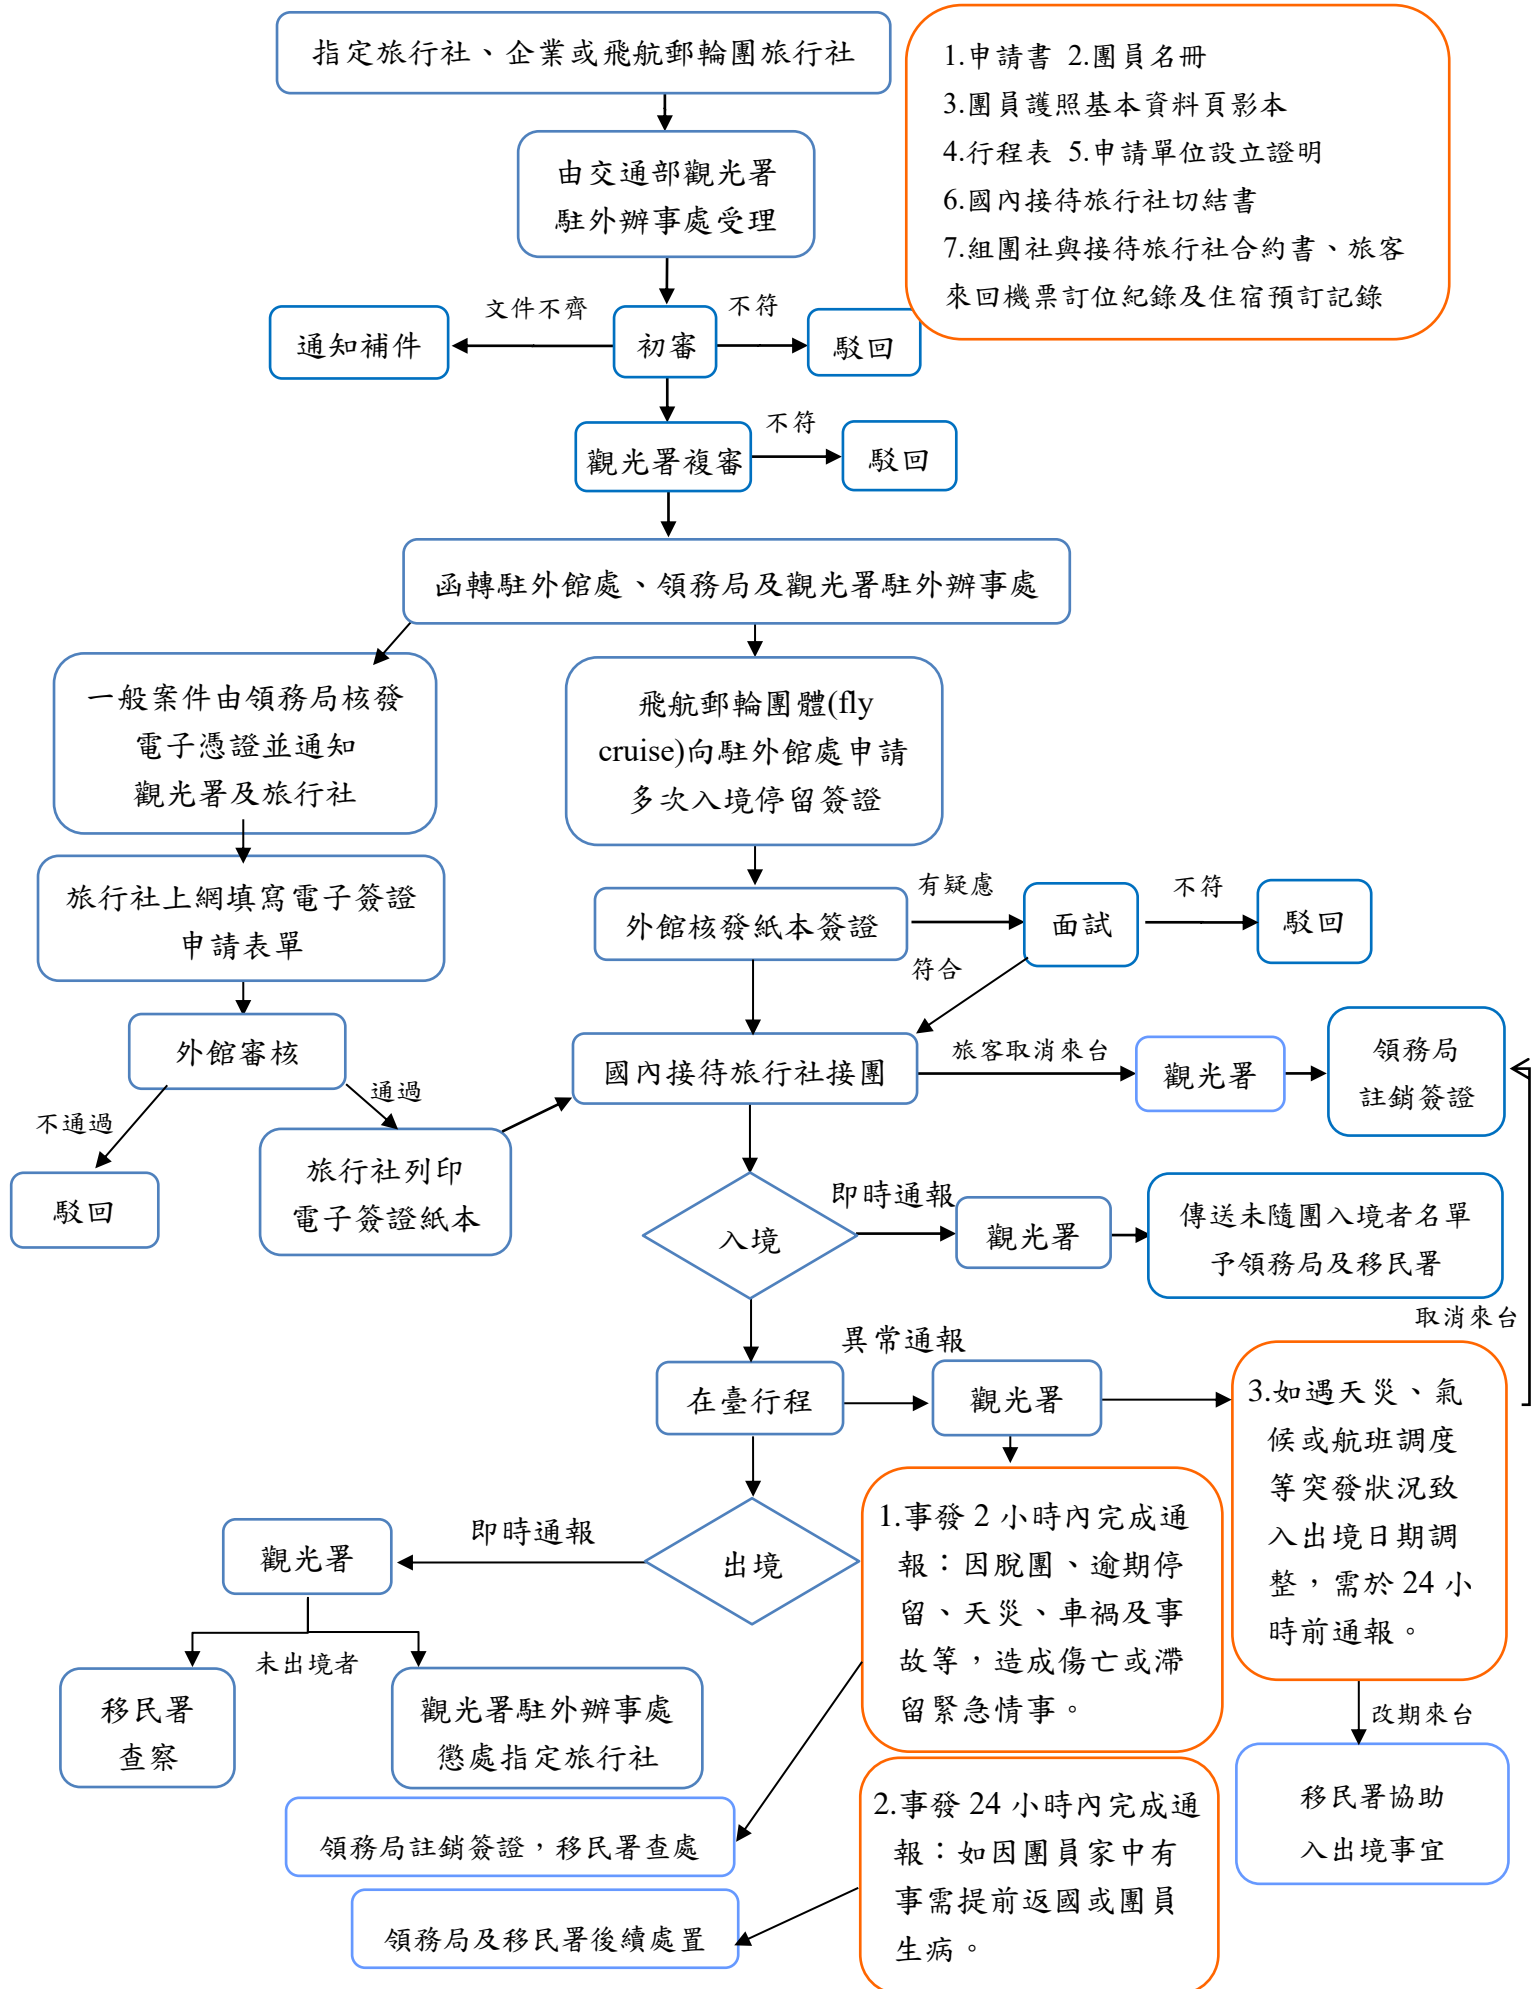 指定旅行社、企業或飛航郵輪團旅行社
1.申請書 2.團員名冊
3.團員護照基本資料頁影本
4.行程表 5.申請單位設立證明
6.國內接待旅行社切結書
7.組團社與接待旅行社合約書、旅客
來回機票訂位紀錄及住宿預訂記錄
由交通部觀光署
駐外辦事處受理
文件不齊
不符
通知補件
初審
駁回
不符
觀光署複審
駁回
函轉駐外館處、領務局及觀光署駐外辦事處
一般案件由領務局核發
電子憑證並通知
觀光署及旅行社
飛航郵輪團體(fly
cruise)向駐外館處申請
多次入境停留簽證
旅行社上網填寫電子簽證
申請表單
外館核發紙本簽證
有疑慮
面試
不符
駁回
符合
外館審核
不通過
通過
駁回
旅行社列印
電子簽證紙本
國內接待旅行社接團
旅客取消來台
觀光署
領務局
註銷簽證
入境
即時通報
觀光署
傳送未隨團入境者名單
予領務局及移民署
取消來台
在臺行程
異常通報
觀光署
3.如遇天災、氣
候或航班調度
等突發狀況致
入出境日期調
整，需於 24 小
時前通報。
出境
即時通報
觀光署
未出境者
移民署
查察
觀光署駐外辦事處
懲處指定旅行社
1.事發 2 小時內完成通
報：因脫團、逾期停
留、天災、車禍及事
故等，造成傷亡或滯
留緊急情事。
改期來台
移民署協助
入出境事宜
領務局註銷簽證，移民署查處
2.事發 24 小時內完成通
報：如因團員家中有
事需提前返國或團員
生病。
領務局及移民署後續處置